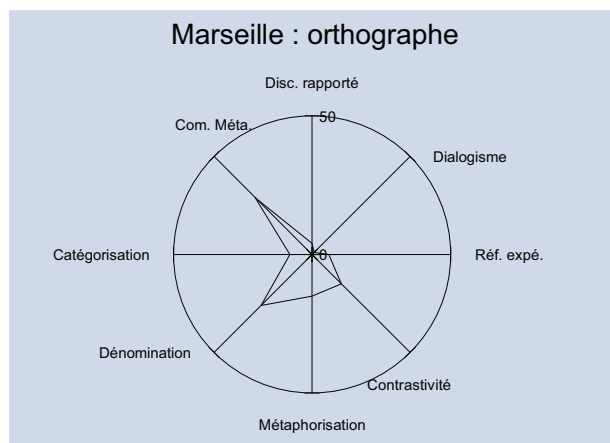 Marseille : orthographe
Disc. rapporté
50
Com. Méta.
Dialogisme
Catégorisation
0
Réf. expé.
Dénomination
Contrastivité
Métaphorisation